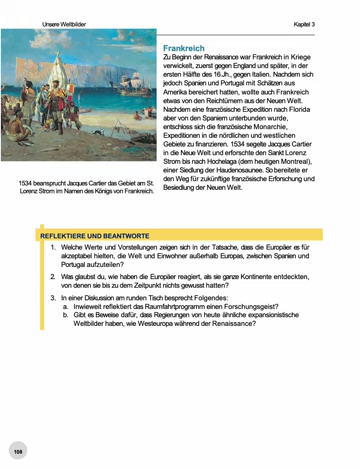 Unsere Weltbilder
Kapitel 3
Frankreich
Zu Beginn der Renaissance war Frankreich in Kriege
verwickelt, zuerst gegen England und später, in der
ersten Hälfte des 16.Jh., gegen Italien. Nachdem sich
jedoch Spanien und Portugal mit Schätzen aus
Amerika bereichert hatten, wollte auch Frankreich
etwas von den Reichtümern aus der Neuen Welt.
Nachdem eine französische Expedition nach Florida
aber von den Spaniern unterbunden wurde,
entschloss sich die französische Monarchie,
Expeditionen in die nördlichen und westlichen
Gebiete zu finanzieren. 1534 segelte Jacques Cartier
in die Neue Welt und erforschte den Sankt Lorenz
Strom bis nach Hochelaga (dem heutigen Montreal),
einer Siedlung der Haudenosaunee. So bereitete er
den Weg für zukünftige französische Erforschung und
Besiedlung der Neuen Welt.
1534 beansprucht Jacques Cartier das Gebiet am St.
Lorenz Strom im Namen des Königs von Frankreich.
REFLEKTIERE UND BEANTWORTE
1. Welche Werte und Vorstellungen zeigen sich in der Tatsache, dass die Europäer es für
akzeptabel hielten, die Welt und Einwohner außerhalb Europas, zwischen Spanien und
Portugal aufzuteilen?
2. Was glaubst du, wie haben die Europäer reagiert, als sie ganze Kontinente entdeckten,
von denen sie bis zu dem Zeitpunkt nichts gewusst hatten?
3. In einer Diskussion am runden Tisch besprecht Folgendes:
a. Inwieweit reflektiert das Raumfahrtprogramm einen Forschungsgeist?
b. Gibt es Beweise dafür, dass Regierungen von heute ähnliche expansionistische
Weltbilder haben, wie Westeuropa während der Renaissance?
108